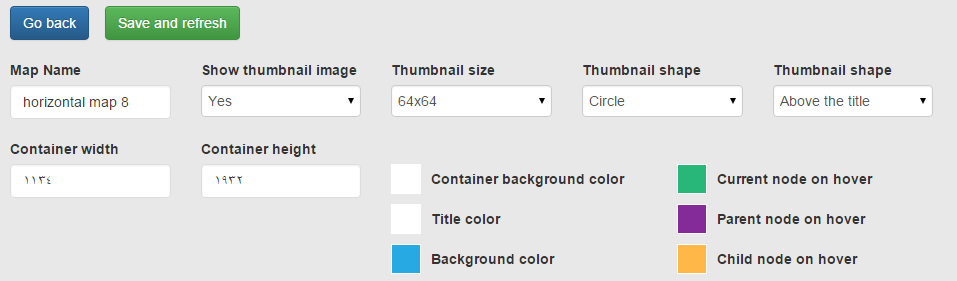 Go back Save and refresh
Map Name Show thumbnail image Thumbnail size Thumbnail shape Thumbnail shape
horizontal map 8 Yes 64x64 Circle Above the title
Container width Container height
١١٣٤ ١٩٣٢
Container background color Current node on hover
Title color Parent node on hover
Background color Child node on hover